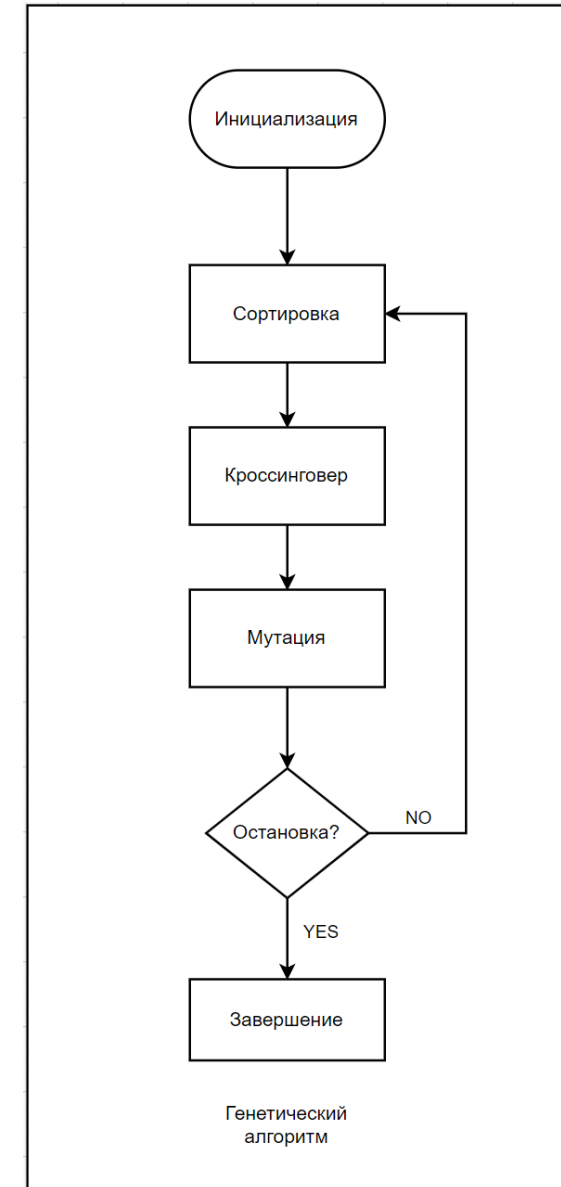 Инициализация
Сортировка
Кроссинговер
Мутация
Остановка?
NO
YES
Завершение
Генетический
алгоритм